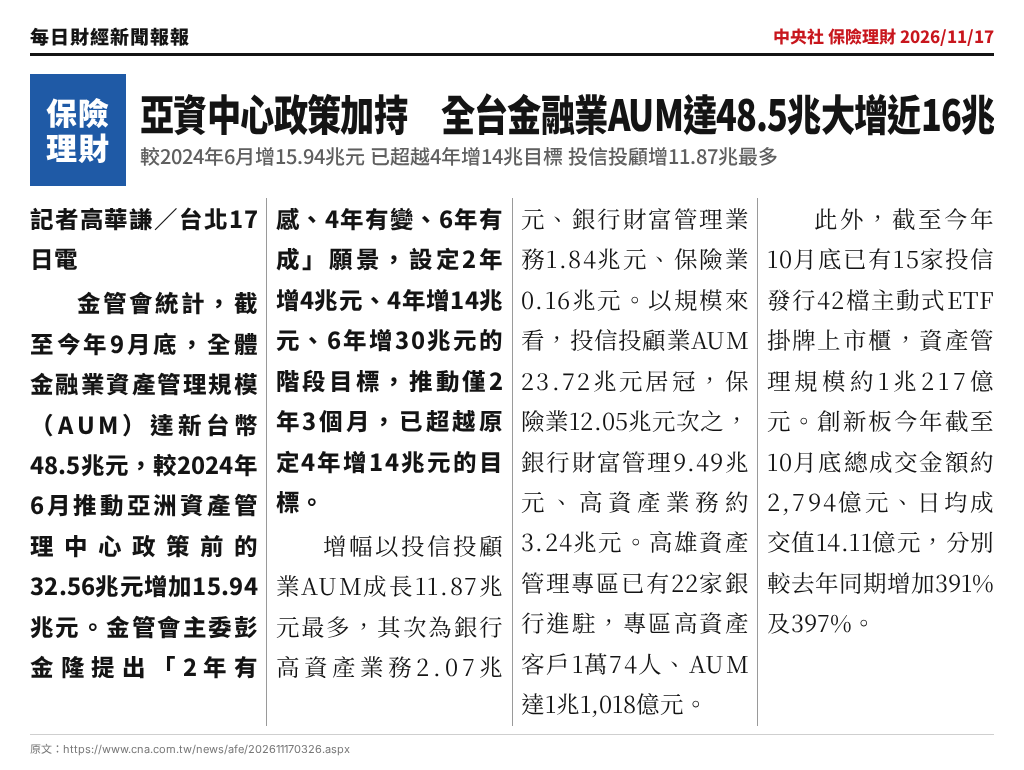 每日財經新聞報報
中央社 保險理財 2026/11/17
保險
理財
亞資中心政策加持　全台金融業AUM達48.5兆大增近16兆
較2024年6月增15.94兆元 已超越4年增14兆目標 投信投顧增11.87兆最多
記者高華謙／台北17
日電
金管會統計，截
至今年9月底，全體
金融業資產管理規模
（AUM）達新台幣
48.5兆元，較2024年
6月推動亞洲資產管
理中心政策前的
32.56兆元增加15.94
兆元。金管會主委彭
金隆提出「2年有
感、4年有變、6年有
成」願景，設定2年
增4兆元、4年增14兆
元、6年增30兆元的
階段目標，推動僅2
年3個月，已超越原
定4年增14兆元的目
標。
增幅以投信投顧
業AUM成長11.87兆
元最多，其次為銀行
高資產業務2.07兆
元、銀行財富管理業
務1.84兆元、保險業
0.16兆元。以規模來
看，投信投顧業AUM
23.72兆元居冠，保
險業12.05兆元次之，
銀行財富管理9.49兆
元、高資產業務約
3.24兆元。高雄資產
管理專區已有22家銀
行進駐，專區高資產
客戶1萬74人、AUM
達1兆1,018億元。
此外，截至今年
10月底已有15家投信
發行42檔主動式ETF
掛牌上市櫃，資產管
理規模約1兆217億
元。創新板今年截至
10月底總成交金額約
2,794億元、日均成
交值14.11億元，分別
較去年同期增加391%
及397%。
原文：https://www.cna.com.tw/news/afe/202611170326.aspx